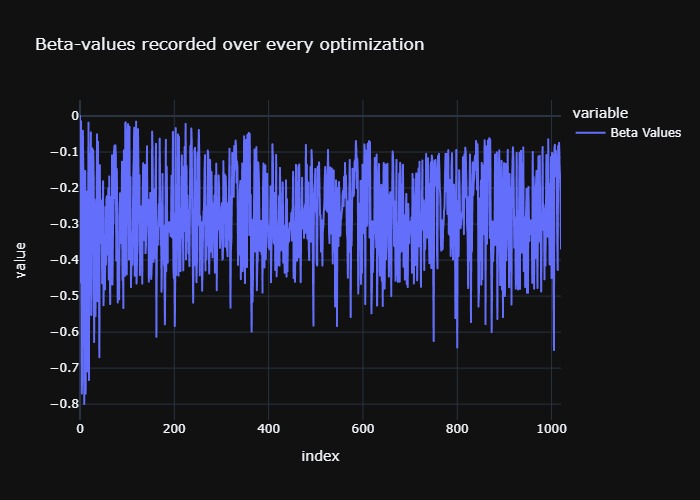 Beta-values recorded over every optimization
variable
Beta Values
value
0
−0.1
−0.2
−0.3
−0.4
−0.5
−0.6
−0.7
−0.8
0 200 400 600 800 1000
index